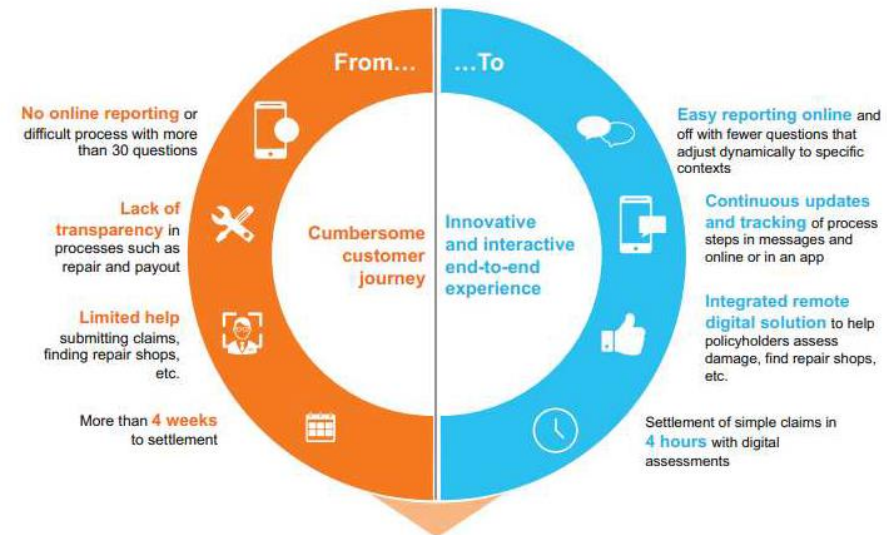 From...
...To
No online reporting or
difficult process with more
than 30 questions
Lack of
transparency in
processes such as
repair and payout
Limited help
submitting claims,
finding repair shops,
etc.
More than 4 weeks
to settlement
Cumbersome
customer
journey
Innovative
and interactive
end-to-end
experience
Easy reporting online and
off with fewer questions that
adjust dynamically to specific
contexts
Continuous updates
and tracking of process
steps in messages and
online or in an app
Integrated remote
digital solution to help
policyholders assess
damage, find repair shops,
etc.
Settlement of simple claims in
4 hours with digital
assessments